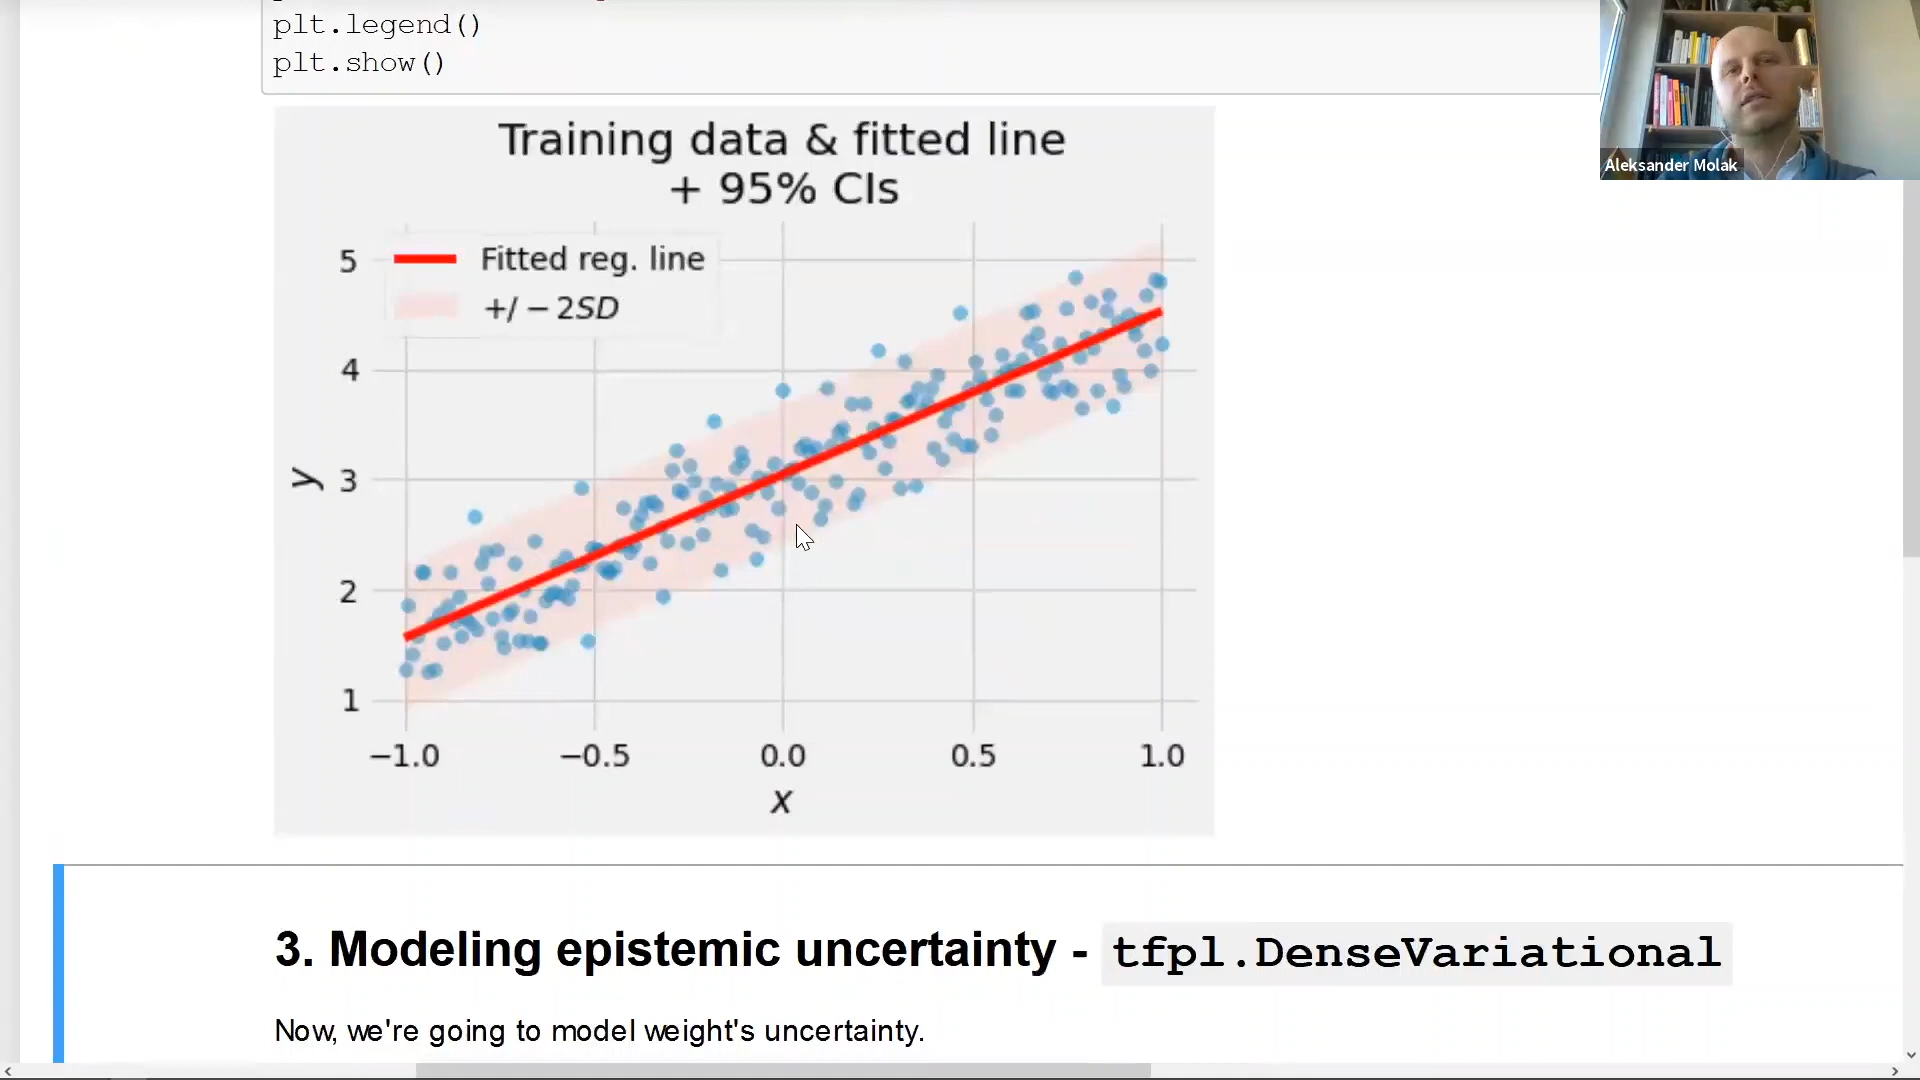 plt.legend()
plt.show()
Aleksander Molak
Training data & fitted line
+ 95% CIs
Fitted reg. line
+/ − 2SD
y
5
4
3
2
1
−1.0 −0.5 0.0 0.5 1.0
x
3. Modeling epistemic uncertainty - tfpl.DenseVariational
Now, we're going to model weight's uncertainty.